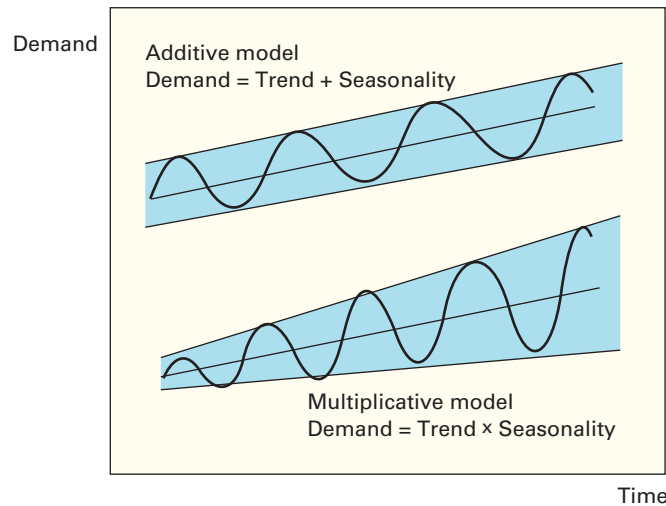 Demand
Additive model
Demand = Trend + Seasonality
Multiplicative model
Demand = Trend × Seasonality
Time